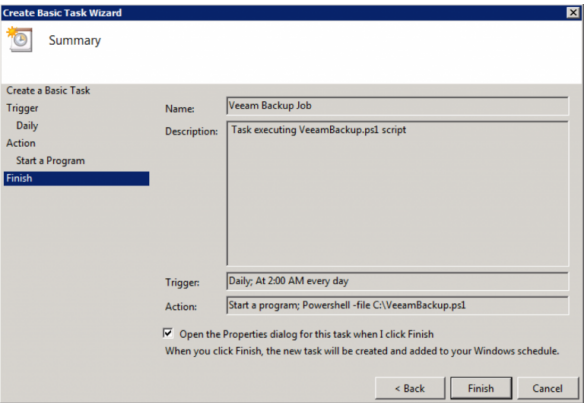 Create Basic Task Wizard
Summary
Create a Basic Task
Trigger
Daily
Action
Start a Program
Finish
Name: Veeam Backup Job
Description: Task executing VeeamBackup.ps1 script
Trigger: Daily; At 2:00 AM every day
Action: Start a program; Powershell -file C:\VeeamBackup.ps1
Open the Properties dialog for this task when I click Finish
When you click Finish, the new task will be created and added to your Windows schedule.
< Back Finish Cancel